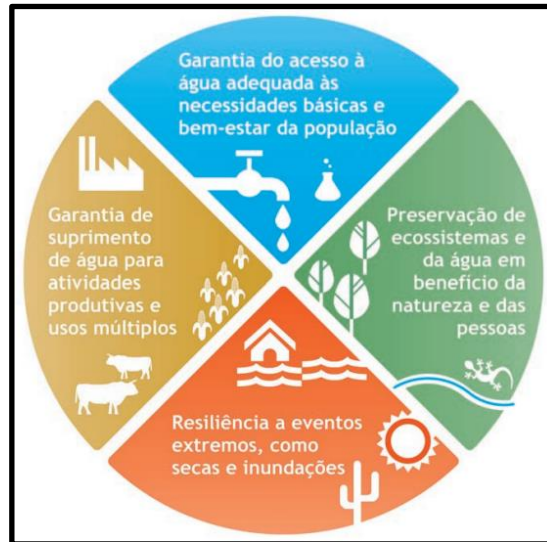 Garantia do acesso à
água adequada às
necessidades básicas e
bem-estar da população
Garantia de
suprimento
de água para
atividades
produtivas e
usos múltiplos
Preservação de
ecossistemas e
da água em
benefício da
natureza e das
pessoas
Resiliência a eventos
extremos, como
secas e inundações